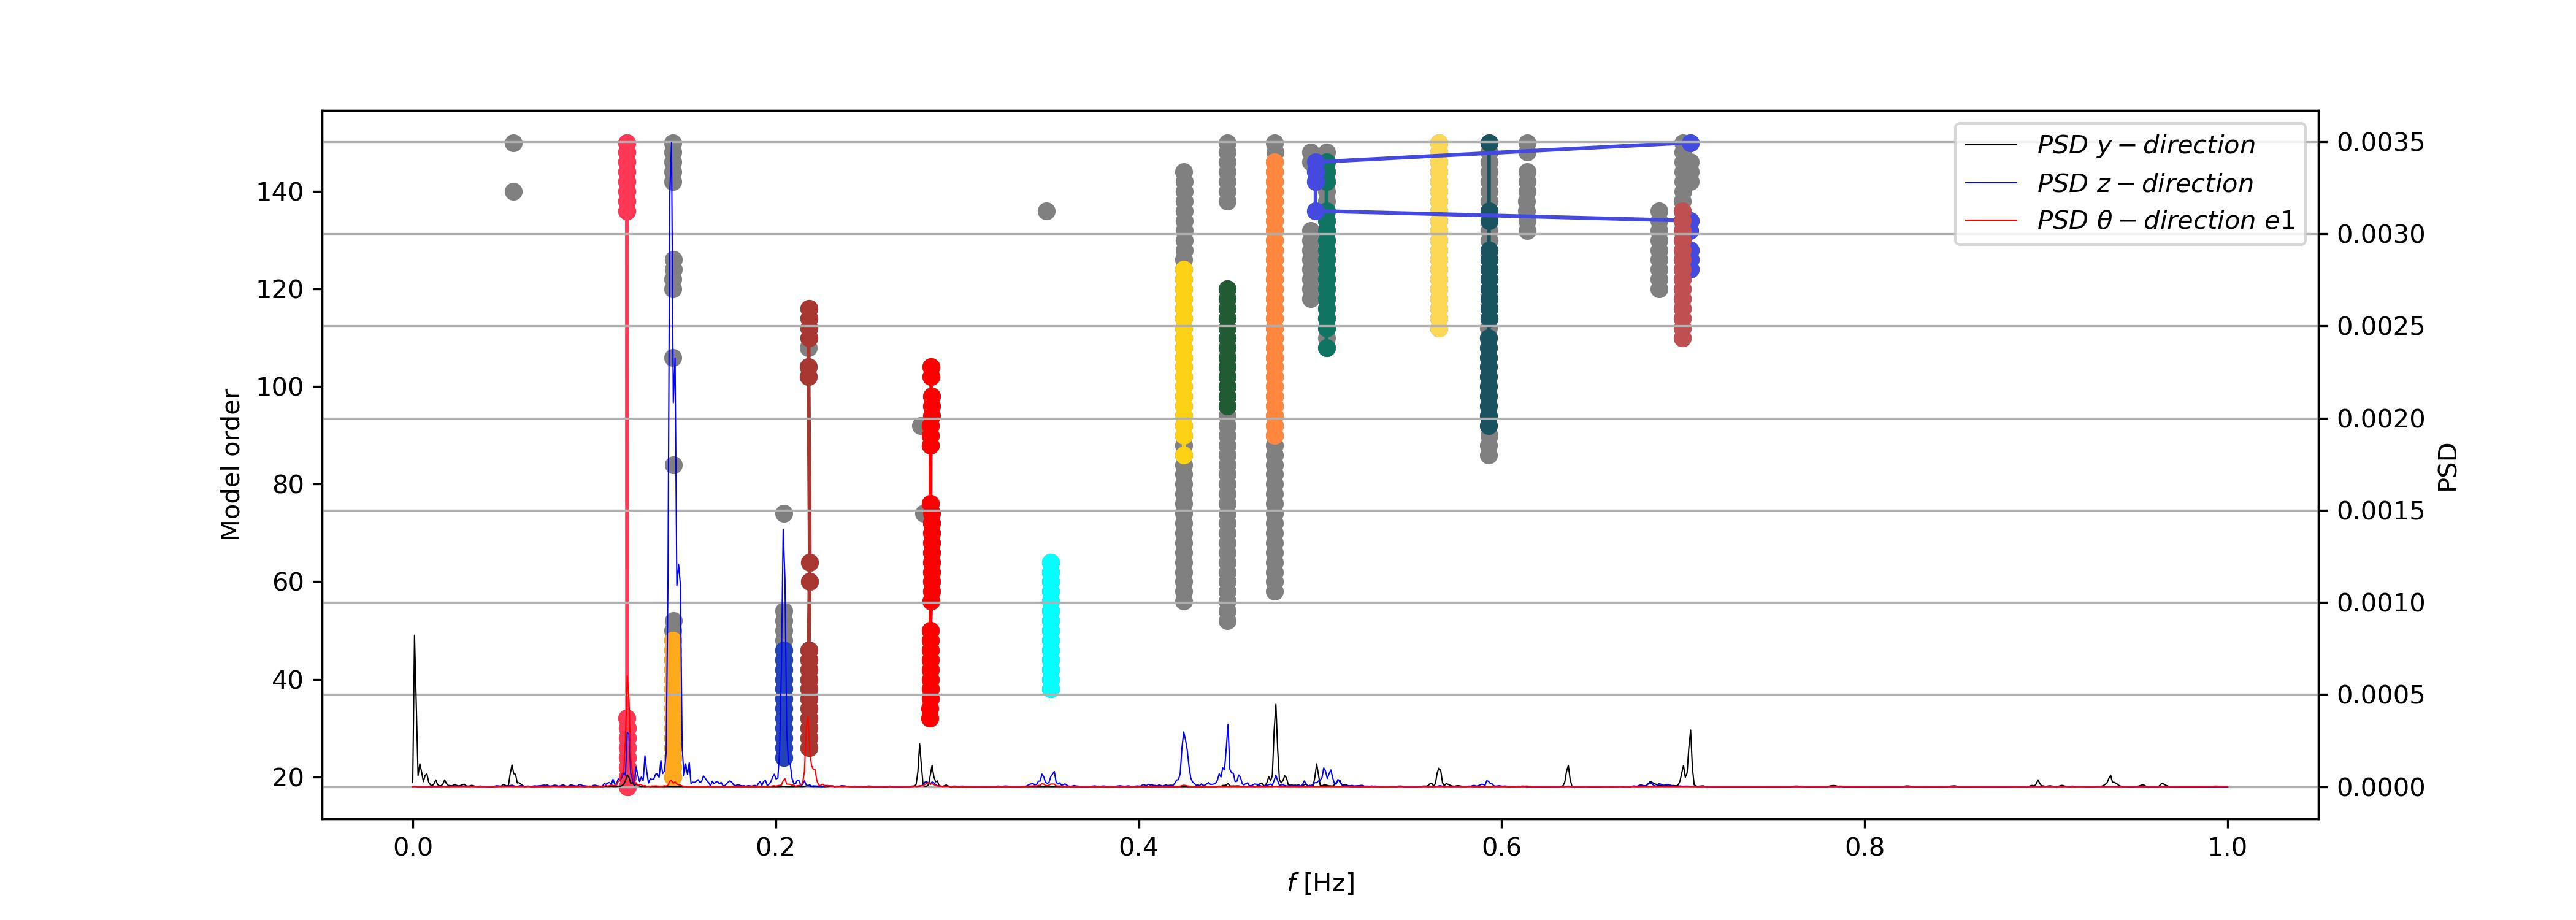 PSD y − direction
PSD z − direction
PSD θ − direction e1
Model order
140
120
100
80
60
40
20
0.0035
0.0030
0.0025
0.0020
0.0015
0.0010
0.0005
0.0000
PSD
0.0 0.2 0.4 0.6 0.8 1.0
f [Hz]